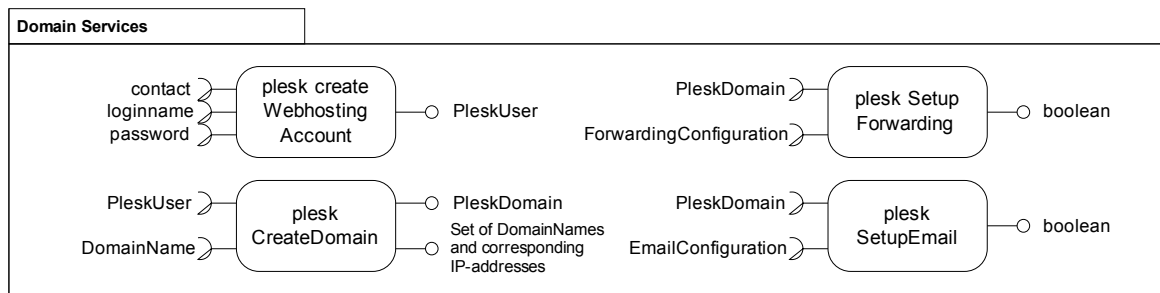 Domain Services
contact
loginname
password
plesk create
Webhosting
Account
PleskUser
PleskDomain
ForwardingConfiguration
plesk Setup
Forwarding
boolean
PleskUser
DomainName
plesk
CreateDomain
PleskDomain
Set of DomainNames
and corresponding
IP-addresses
PleskDomain
EmailConfiguration
plesk
SetupEmail
boolean